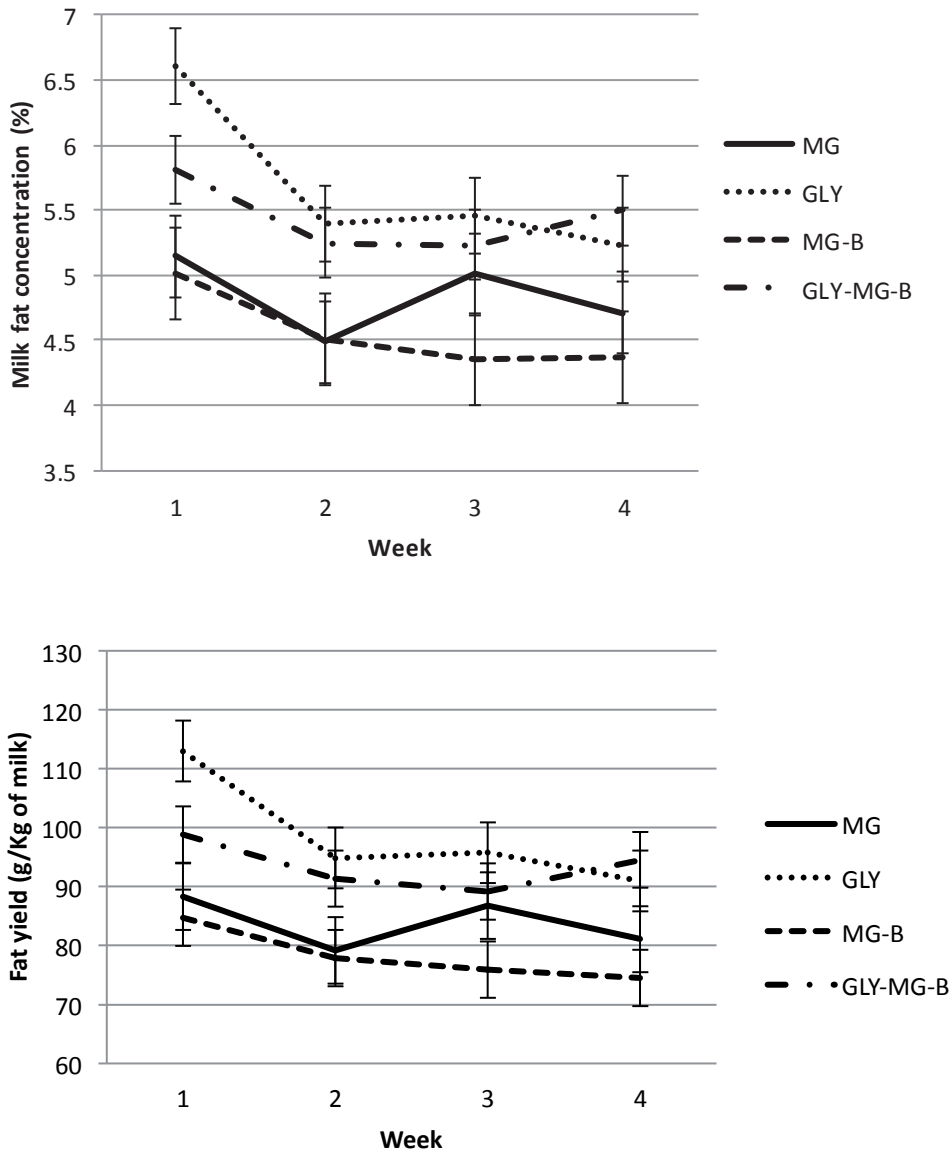 Milk fat concentration (%)
7
6.5
6
5.5
5
4.5
4
3.5
1 2 3 4
Week
MG
GLY
MG-B
GLY-MG-B
Fat yield (g/Kg of milk)
130
120
110
100
90
80
70
60
1 2 3 4
Week
MG
GLY
MG-B
GLY-MG-B